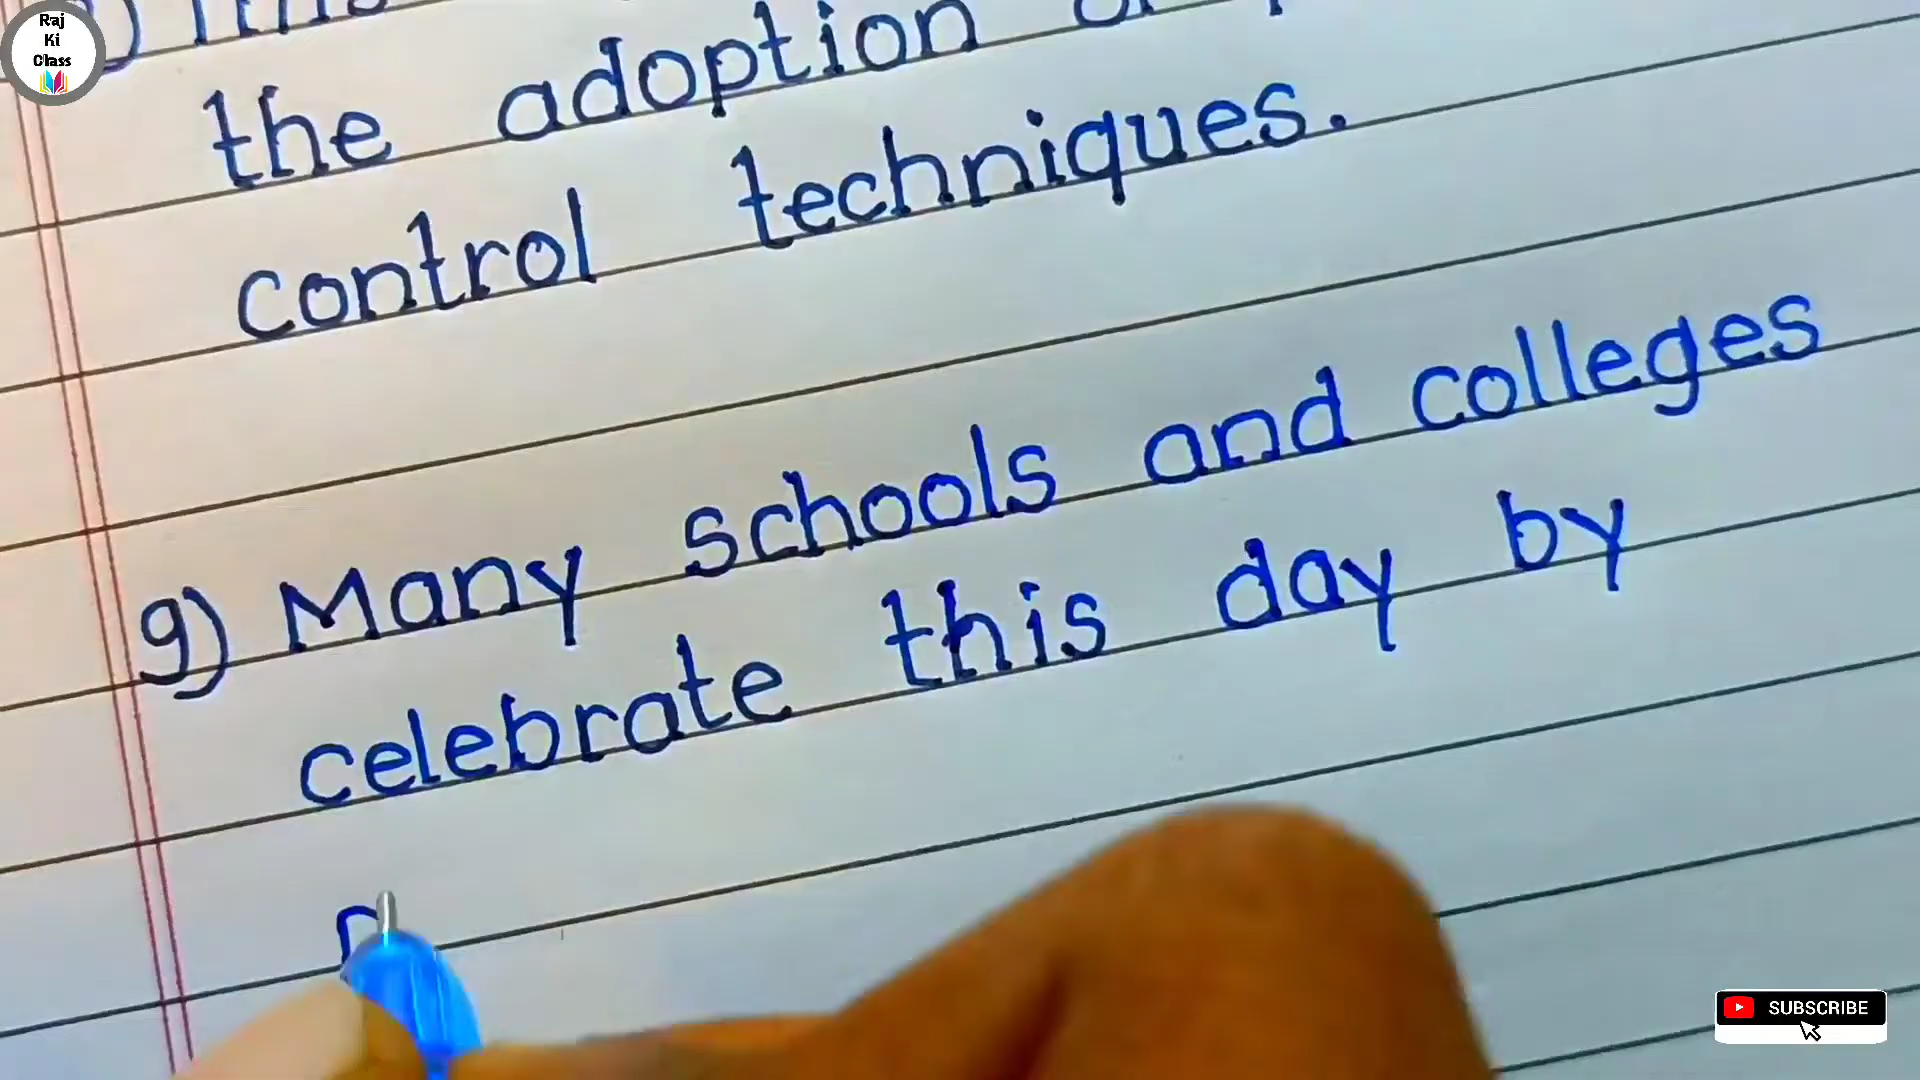 Raj
Ki
Class
the adoption
control techniques.
9) Many schools and colleges
celebrate this day by
SUBSCRIBE